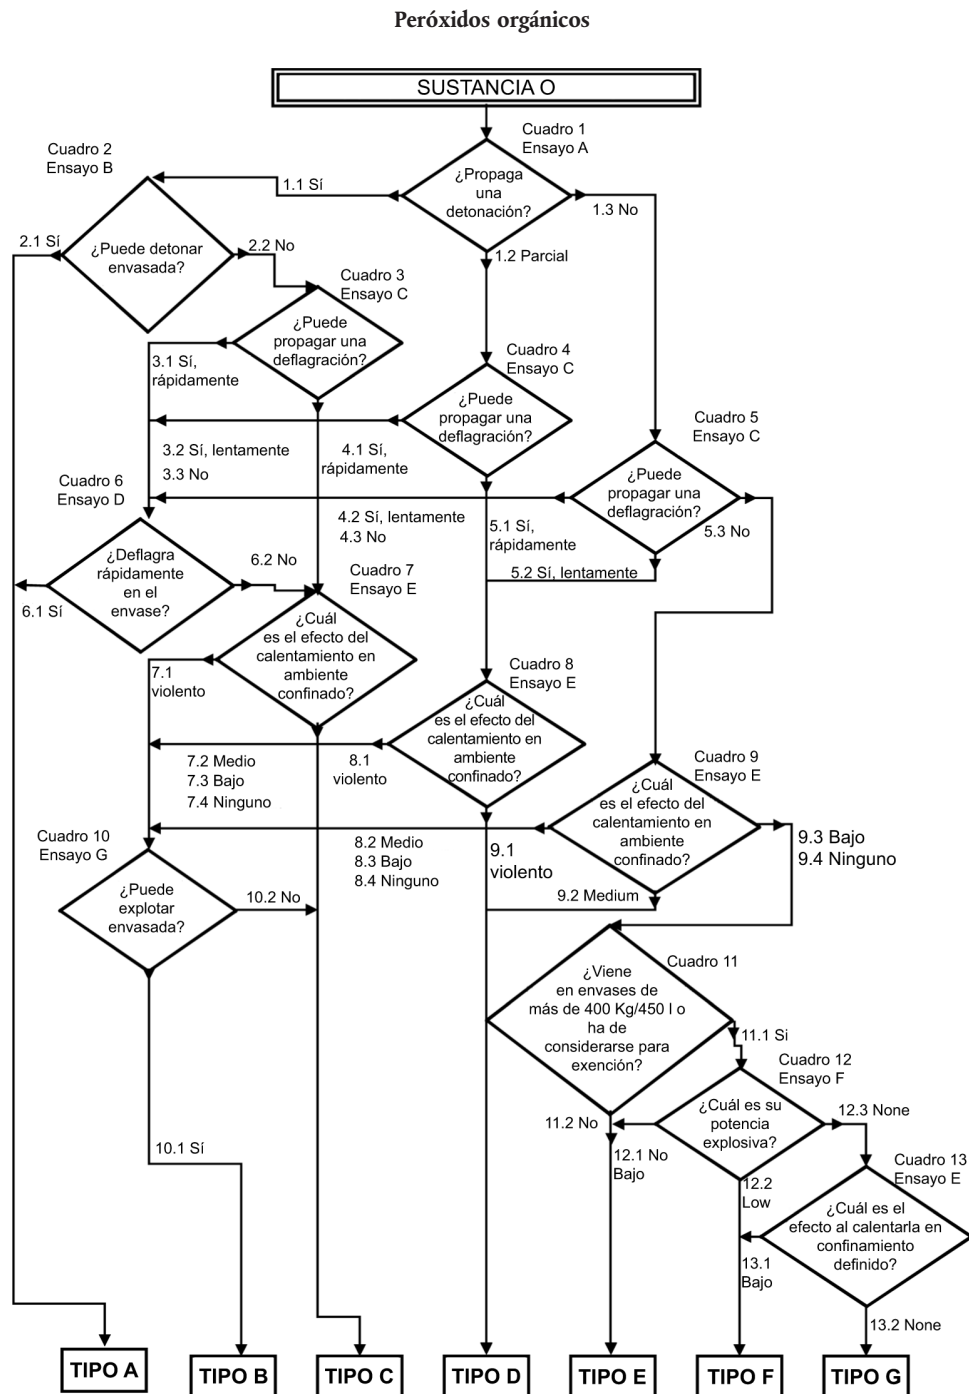 Peróxidos orgánicos
SUSTANCIA O
Cuadro 1
Ensayo A
¿Propaga
una
detonación?
1.1 Sí
1.2 Parcial
1.3 No
Cuadro 2
Ensayo B
¿Puede detonar
envasada?
2.1 Sí
2.2 No
Cuadro 3
Ensayo C
¿Puede
propagar una
deflagración?
3.1 Sí,
rápidamente
3.2 Sí, lentamente
3.3 No
Cuadro 4
Ensayo C
¿Puede
propagar una
deflagración?
4.1 Sí,
rápidamente
4.2 Sí, lentamente
4.3 No
Cuadro 5
Ensayo C
¿Puede
propagar una
deflagración?
5.1 Sí,
rápidamente
5.2 Sí, lentamente
5.3 No
Cuadro 6
Ensayo D
¿Deflagra
rápidamente
en el
envase?
6.1 Sí
6.2 No
Cuadro 7
Ensayo E
¿Cuál
es el efecto del
calentamiento en
ambiente
confinado?
7.1
violento
7.2 Medio
7.3 Bajo
7.4 Ninguno
Cuadro 8
Ensayo E
¿Cuál
es el efecto del
calentamiento en
ambiente
confinado?
8.1
violento
8.2 Medio
8.3 Bajo
8.4 Ninguno
Cuadro 9
Ensayo E
¿Cuál
es el efecto del
calentamiento en
ambiente
confinado?
9.1
violento
9.2 Medium
9.3 Bajo
9.4 Ninguno
Cuadro 10
Ensayo G
¿Puede
explotar
envasada?
10.1 Sí
10.2 No
Cuadro 11
¿Viene
en envases de
más de 400 Kg/450 l o
ha de
considerarse para
exención?
11.1 Si
11.2 No
Cuadro 12
Ensayo F
¿Cuál es su
potencia
explosiva?
12.1 No
Bajo
12.2
Low
12.3 None
Cuadro 13
Ensayo E
¿Cuál es el
efecto al calentarla en
confinamiento
definido?
13.1
Bajo
13.2 None
TIPO A
TIPO B
TIPO C
TIPO D
TIPO E
TIPO F
TIPO G